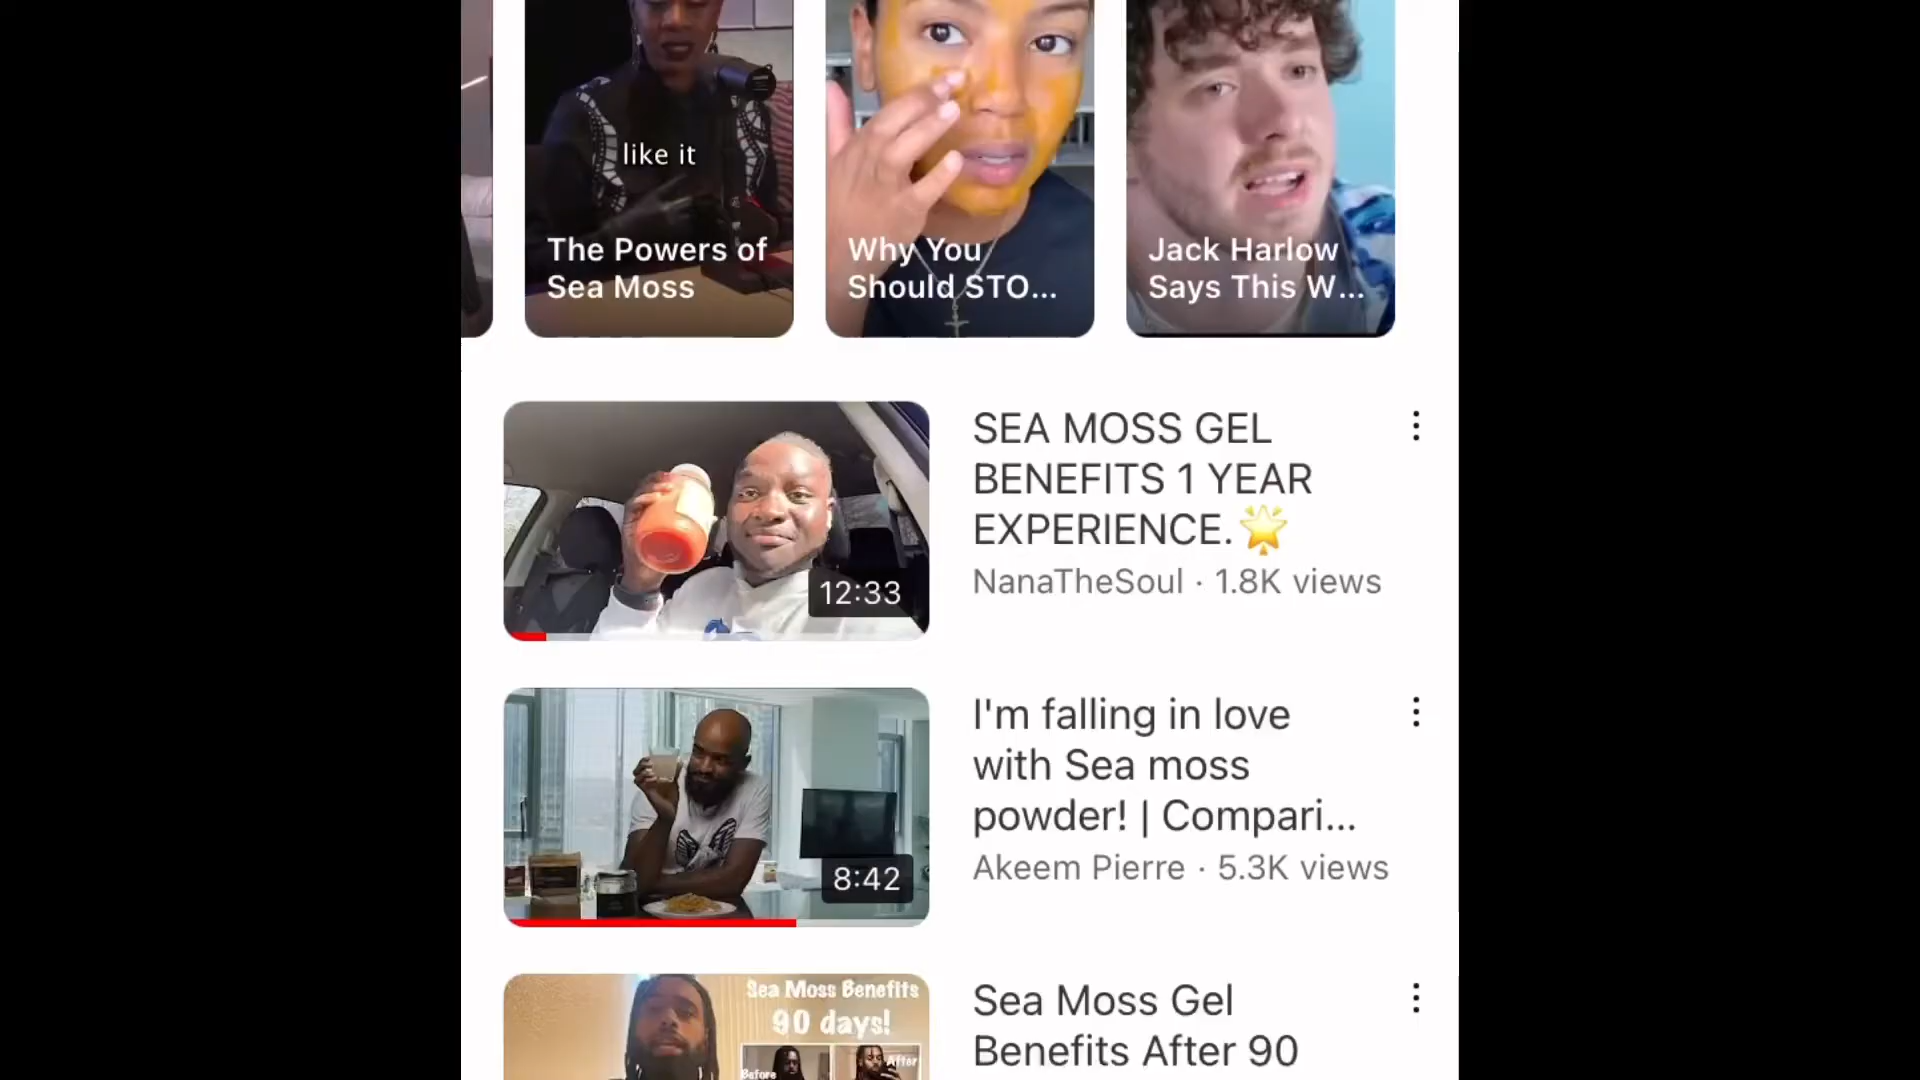 like it
The Powers of
Sea Moss
Why You
Should STO...
Jack Harlow
Says This W...
12:33
SEA MOSS GEL
BENEFITS 1 YEAR
EXPERIENCE.🌟
NanaTheSoul · 1.8K views
8:42
I'm falling in love
with Sea moss
powder! | Compari...
Akeem Pierre · 5.3K views
Sea Moss Benefits
90 days!
Before
After
Sea Moss Gel
Benefits After 90